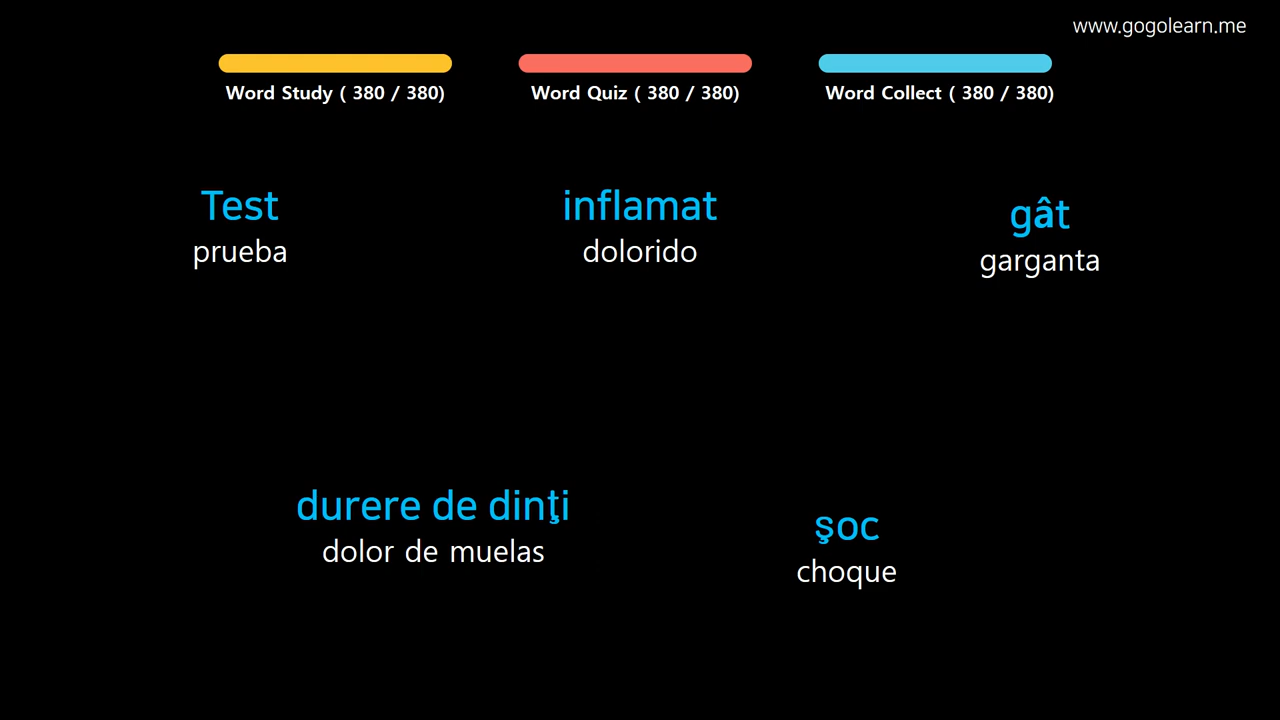 www.gogolearn.me
Word Study ( 380 / 380)
Word Quiz ( 380 / 380)
Word Collect ( 380 / 380)
Test
prueba
inflamat
dolorido
gât
garganta
durere de dinţi
dolor de muelas
şoc
choque